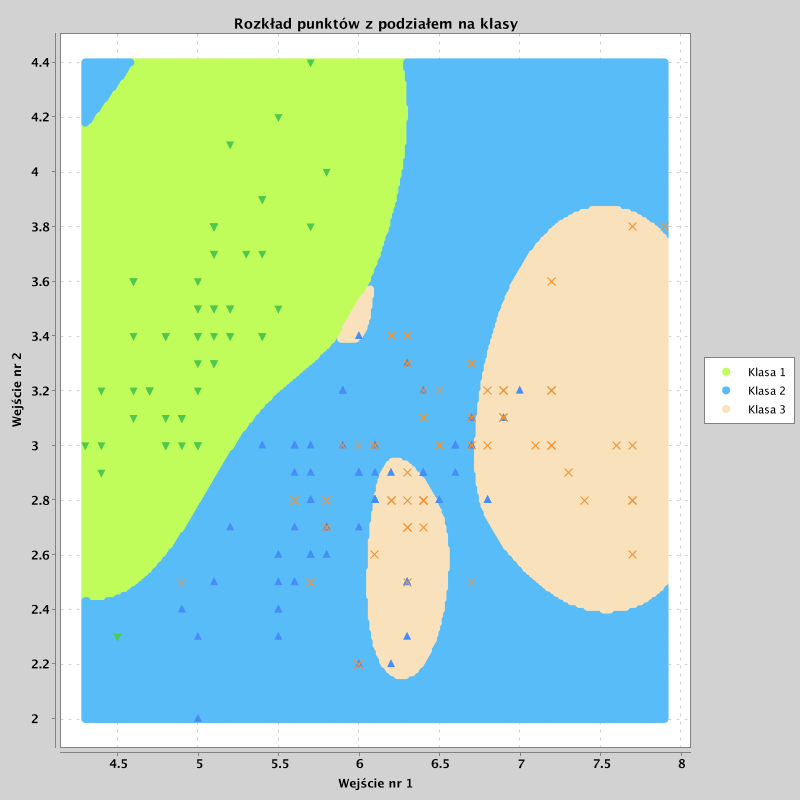 Rozkład punktów z podziałem na klasy
4.4
4.2
4
3.8
3.6
3.4
3.2
3
2.8
2.6
2.4
2.2
2
Wejście nr 2
4.5 5 5.5 6 6.5 7 7.5 8
Wejście nr 1
Klasa 1
Klasa 2
Klasa 3